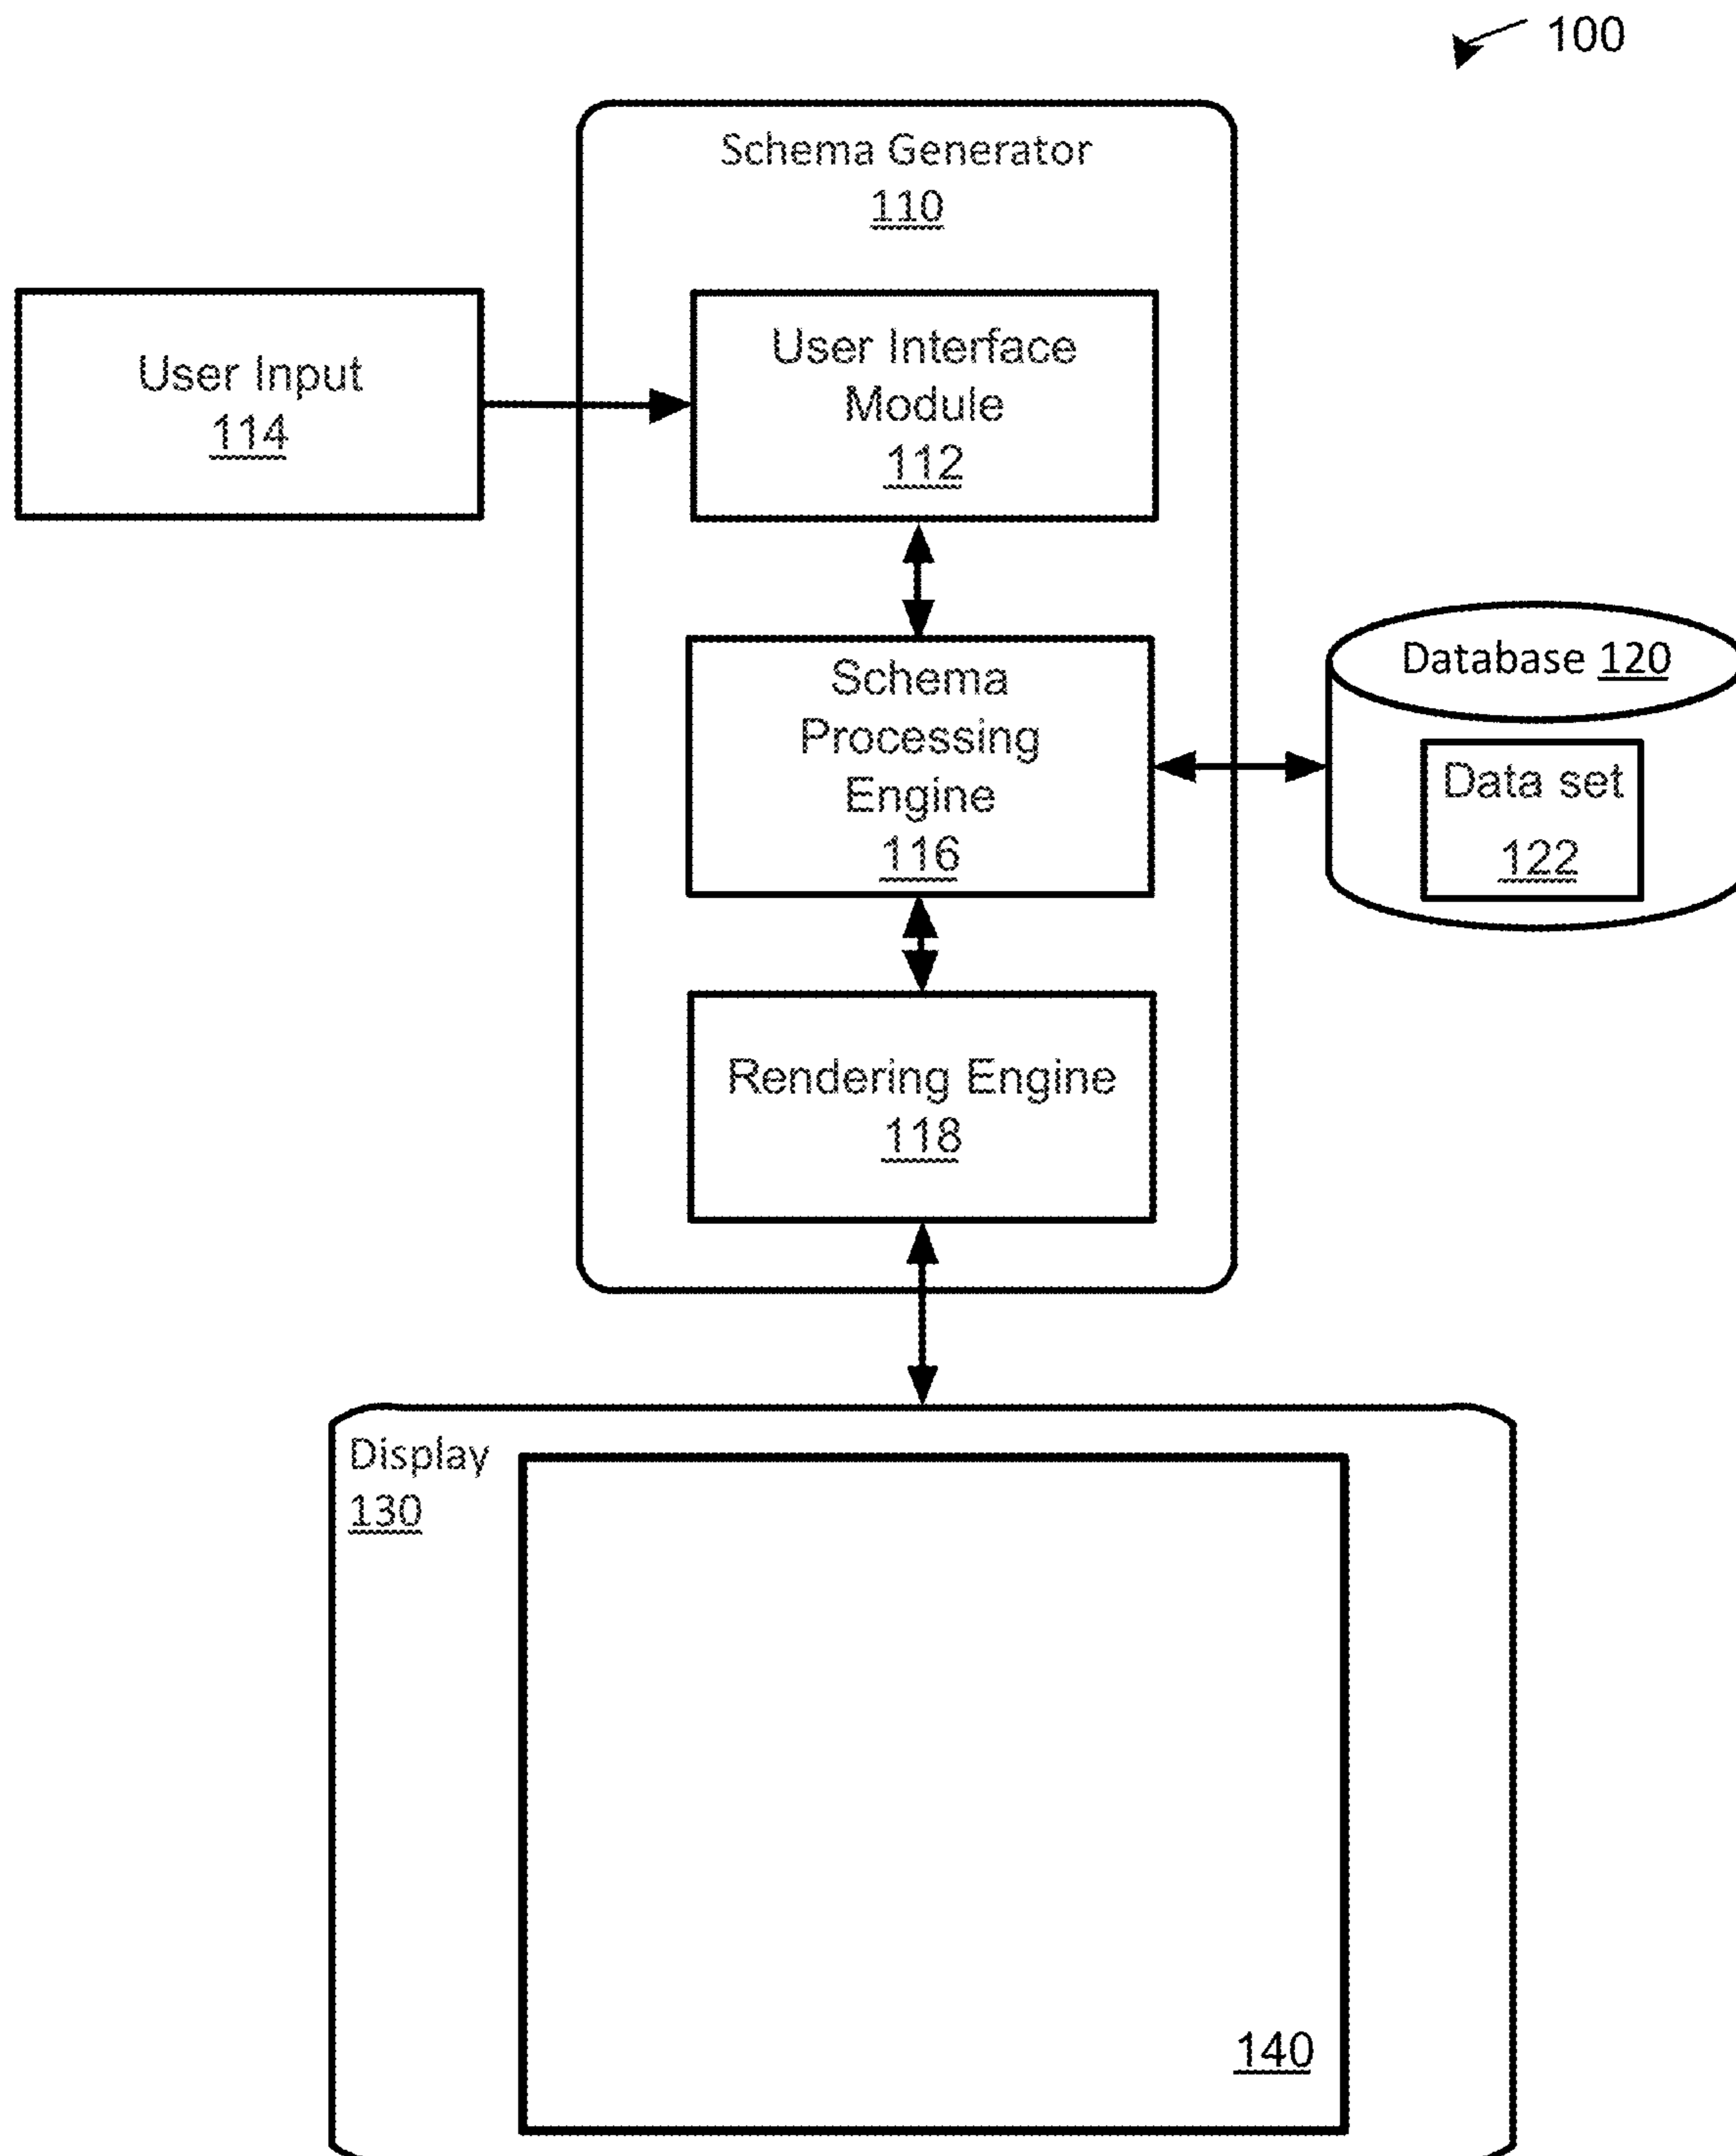 100
Schema Generator
110
User Input
114
User Interface
Module
112
Schema
Processing
Engine
116
Database 120
Data set
122
Rendering Engine
118
Display
130
140